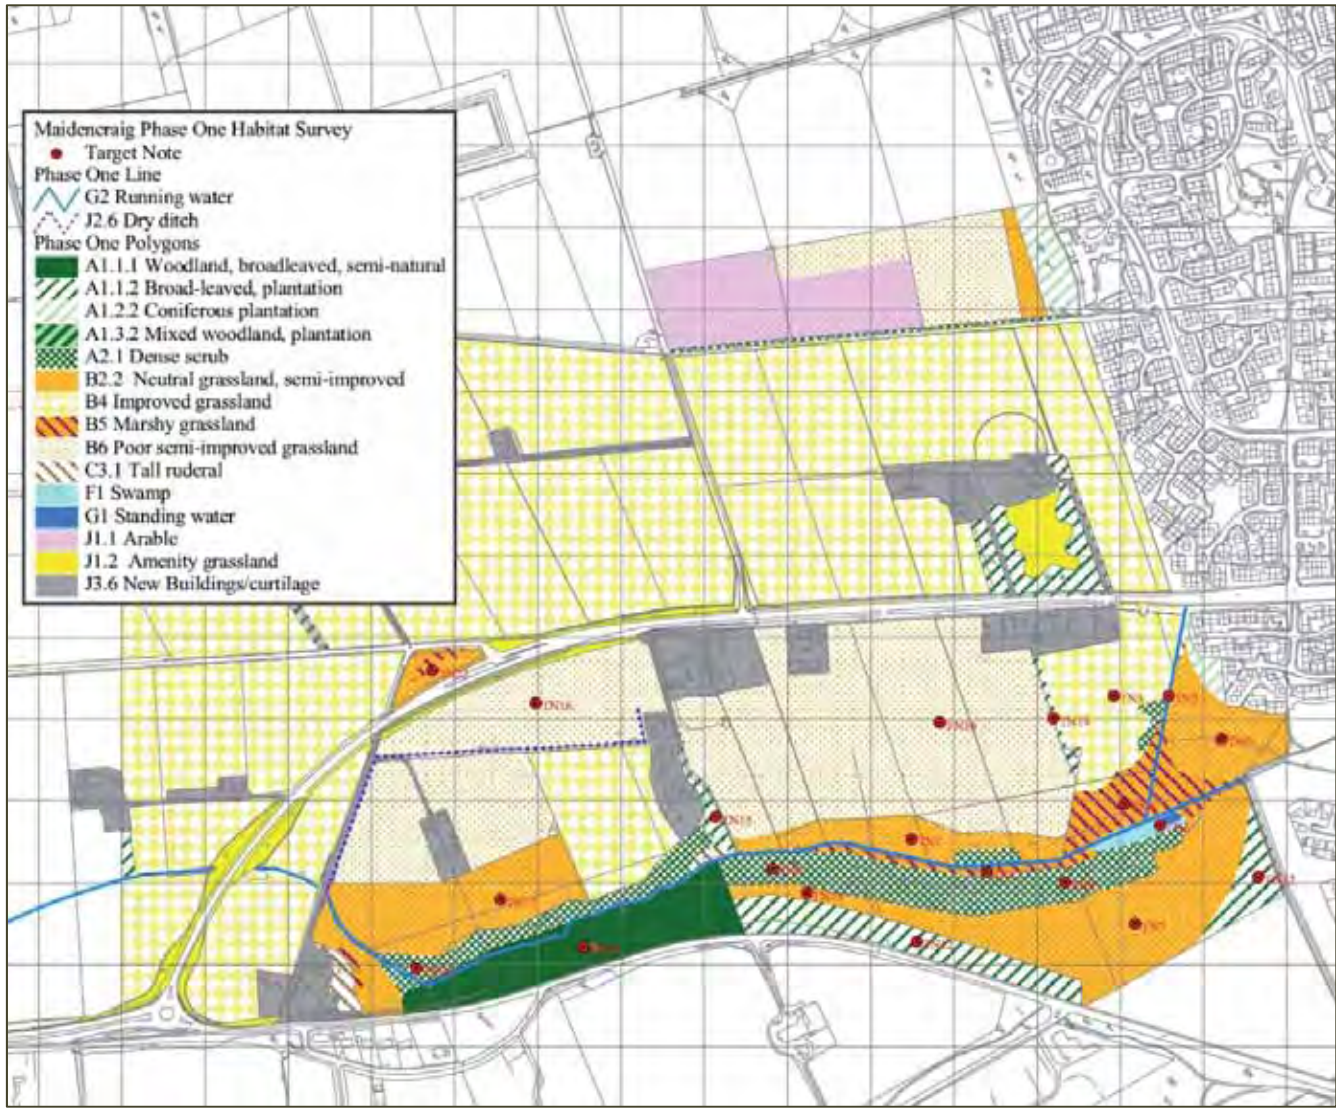 Maidencraig Phase One Habitat Survey
Target Note
Phase One Line
G2 Running water
J2.6 Dry ditch
Phase One Polygons
A1.1.1 Woodland, broadleaved, semi-natural
A1.1.2 Broad-leaved, plantation
A1.2.2 Coniferous plantation
A1.3.2 Mixed woodland, plantation
A2.1 Dense scrub
B2.2 Neutral grassland, semi-improved
B4 Improved grassland
B5 Marshy grassland
B6 Poor semi-improved grassland
C3.1 Tall ruderal
F1 Swamp
G1 Standing water
J1.1 Arable
J1.2 Amenity grassland
J3.6 New Buildings/curtilage